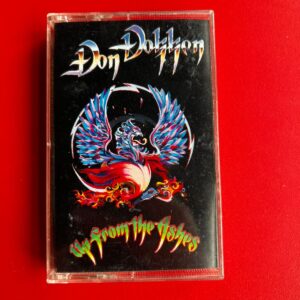 Don Dokken
Up from the Ashes